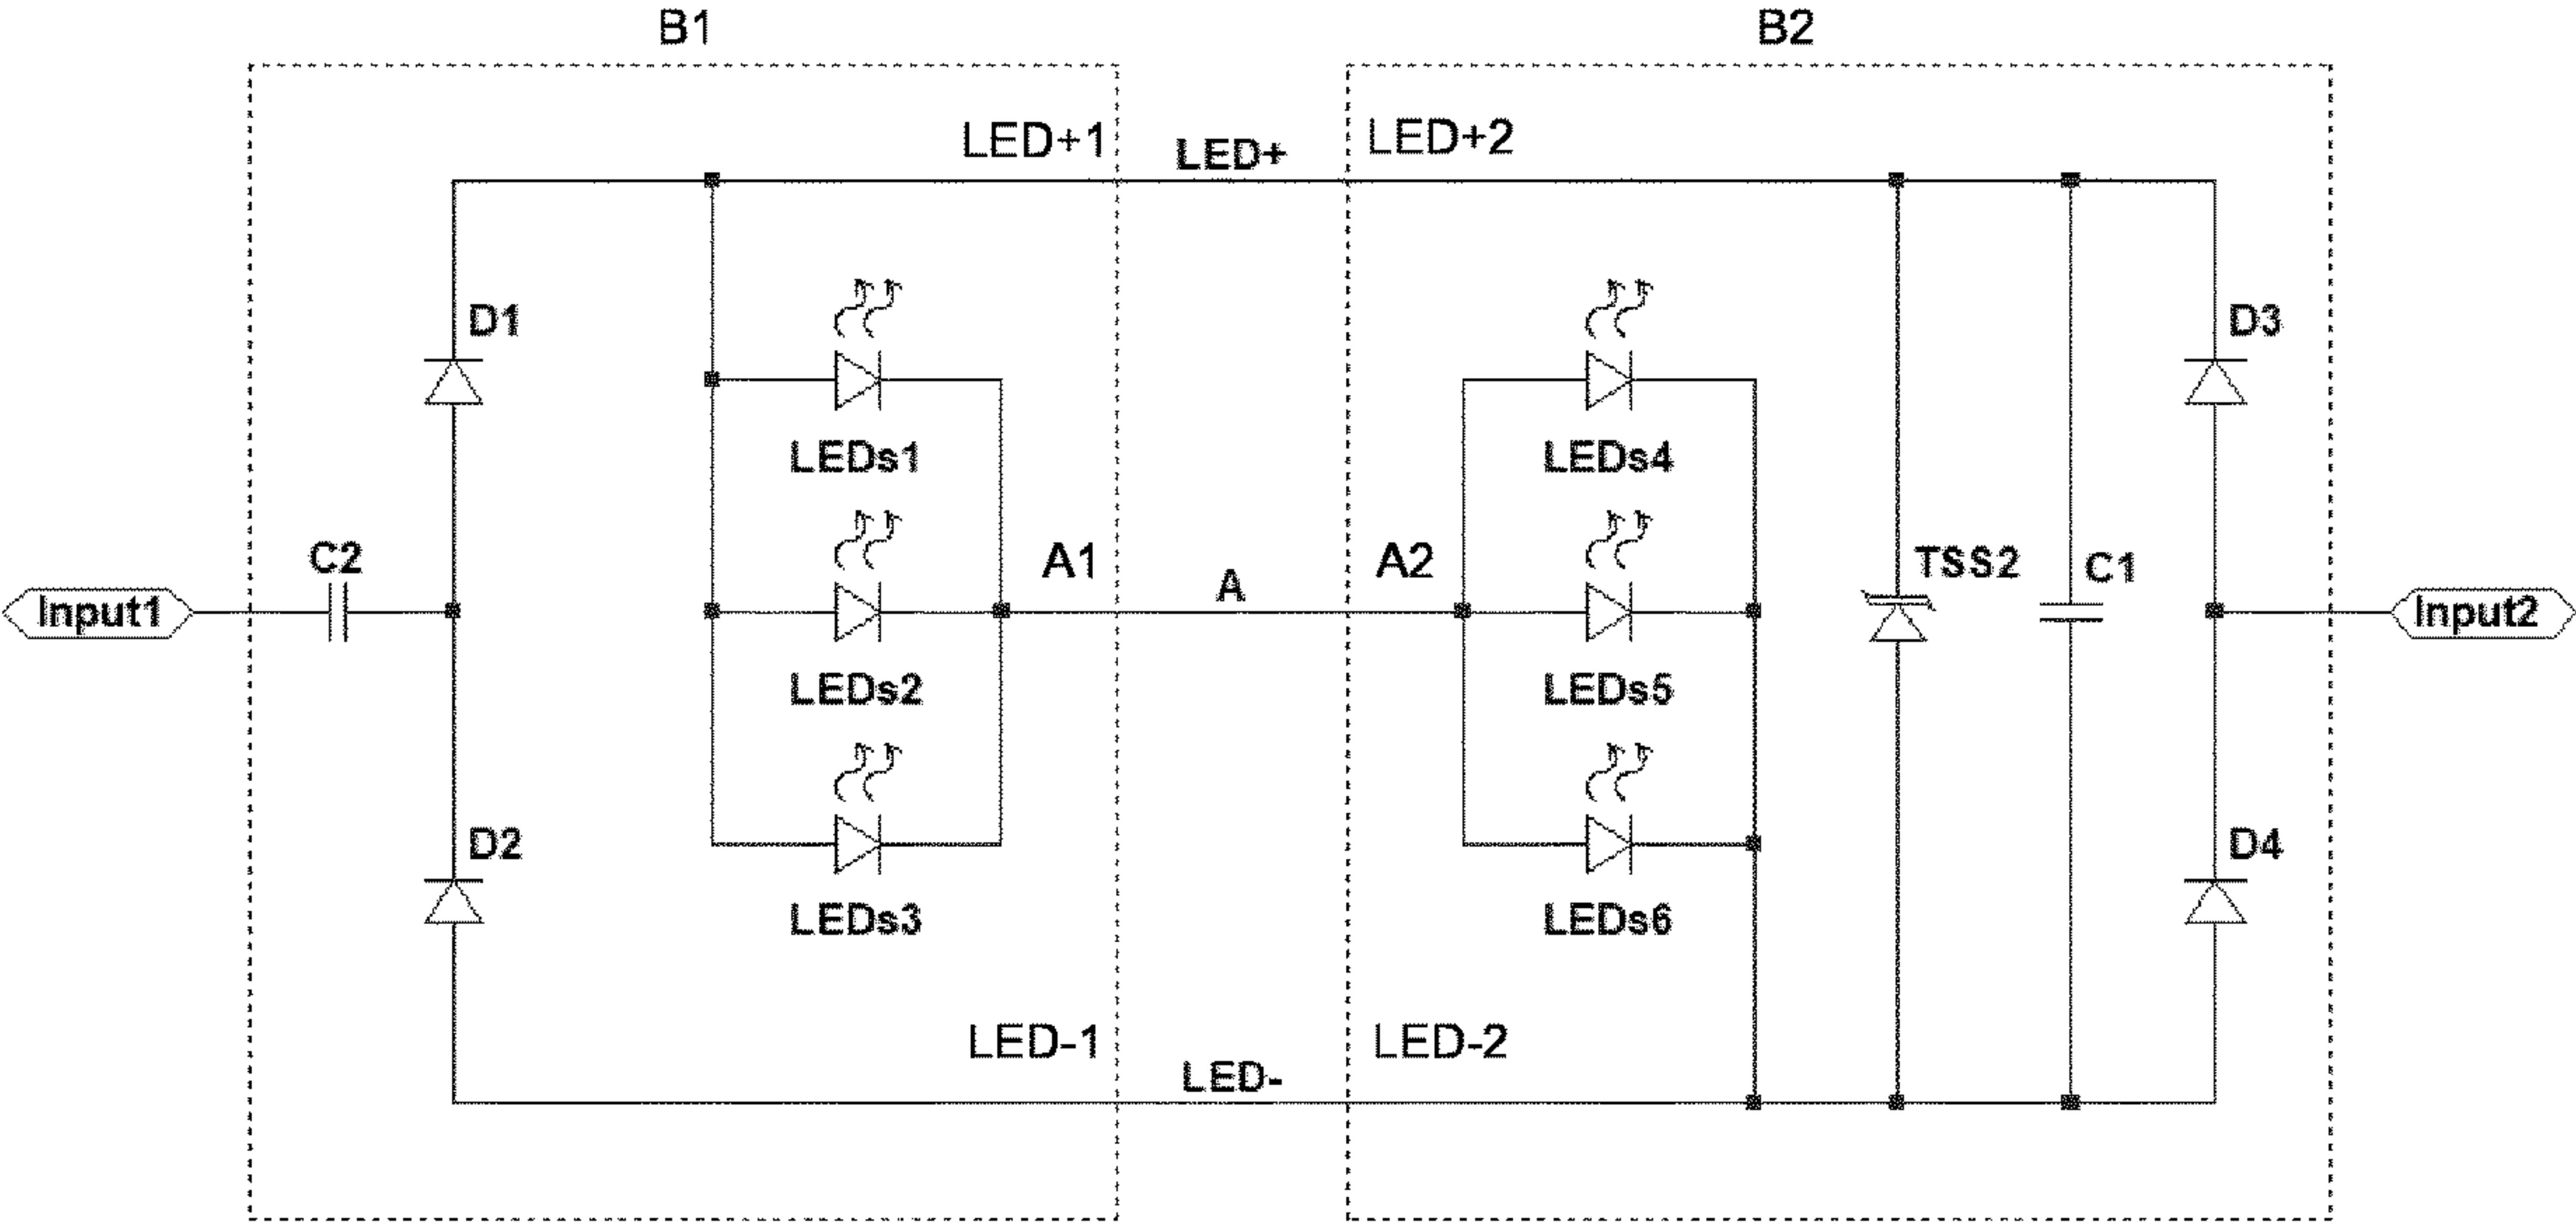 B1
B2
LED+1
LED+
LED+2
D1
D3
LEDs1
LEDs4
C2
A1
A
A2
TSS2
C1
Input1
Input2
LEDs2
LEDs5
D2
D4
LEDs3
LEDs6
LED-1
LED-
LED-2